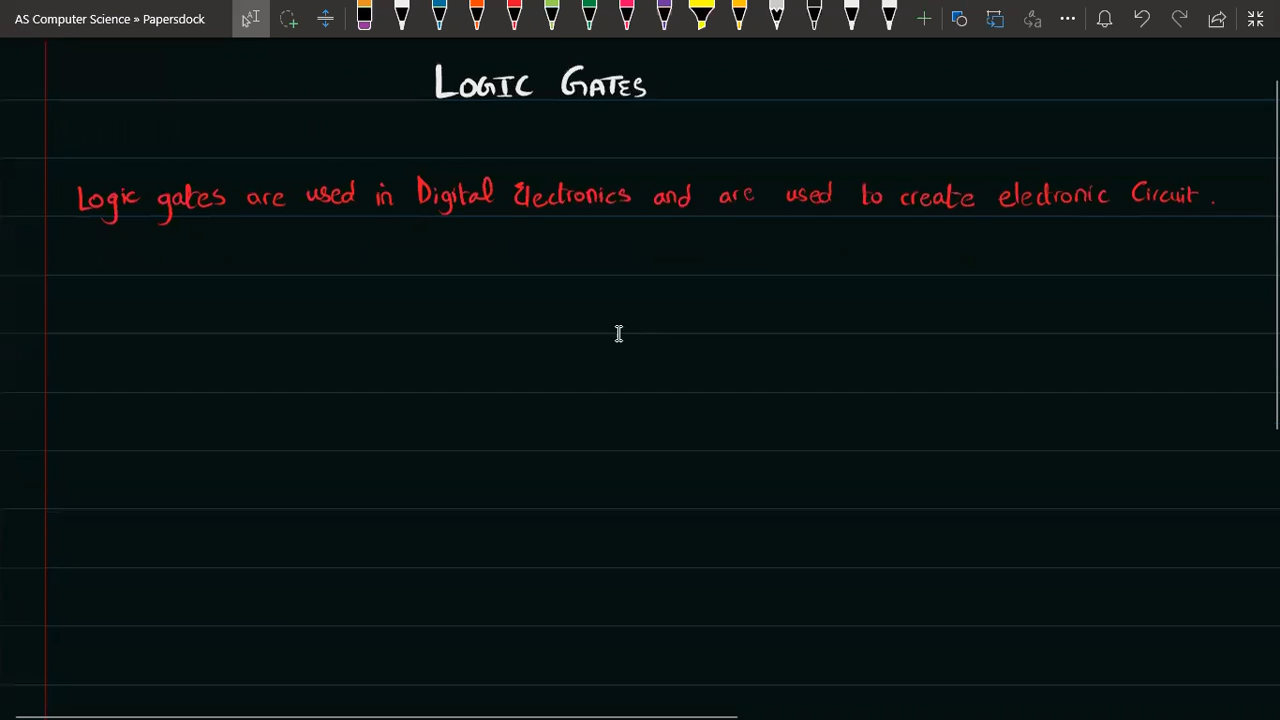 AS Computer Science » Papersdock
LOGIC GATES
Logic gates are used in Digital Electronics and are used to create electronic Circuit.